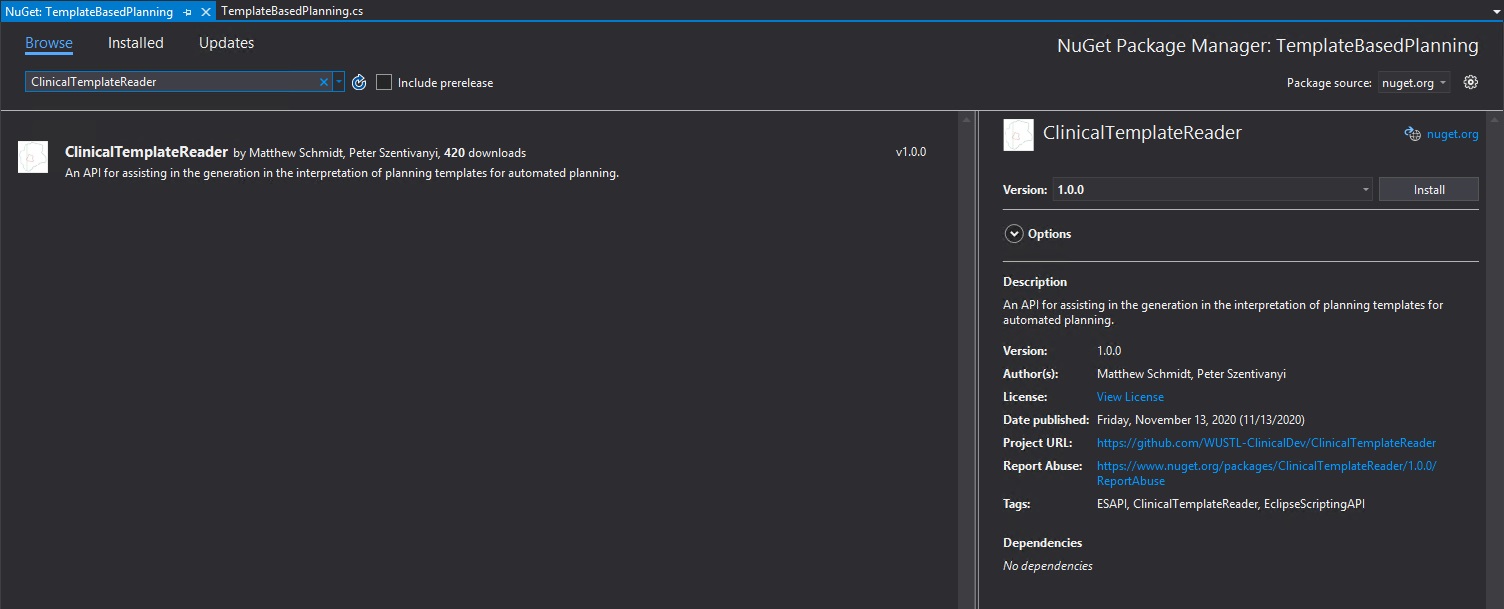 NuGet: TemplateBasedPlanning
TemplateBasedPlanning.cs
Browse Installed Updates
NuGet Package Manager: TemplateBasedPlanning
ClinicalTemplateReader
Include prerelease
Package source: nuget.org
ClinicalTemplateReader by Matthew Schmidt, Peter Szentivanyi, 420 downloads
v1.0.0
An API for assisting in the generation in the interpretation of planning templates for automated planning.
ClinicalTemplateReader
nuget.org
Version: 1.0.0
Install
Options
Description
An API for assisting in the generation in the interpretation of planning templates for
automated planning.
Version: 1.0.0
Author(s): Matthew Schmidt, Peter Szentivanyi
License: View License
Date published: Friday, November 13, 2020 (11/13/2020)
Project URL: https://github.com/WUSTL-ClinicalDev/ClinicalTemplateReader
Report Abuse: https://www.nuget.org/packages/ClinicalTemplateReader/1.0.0/
ReportAbuse
Tags: ESAPI, ClinicalTemplateReader, EclipseScriptingAPI
Dependencies
No dependencies